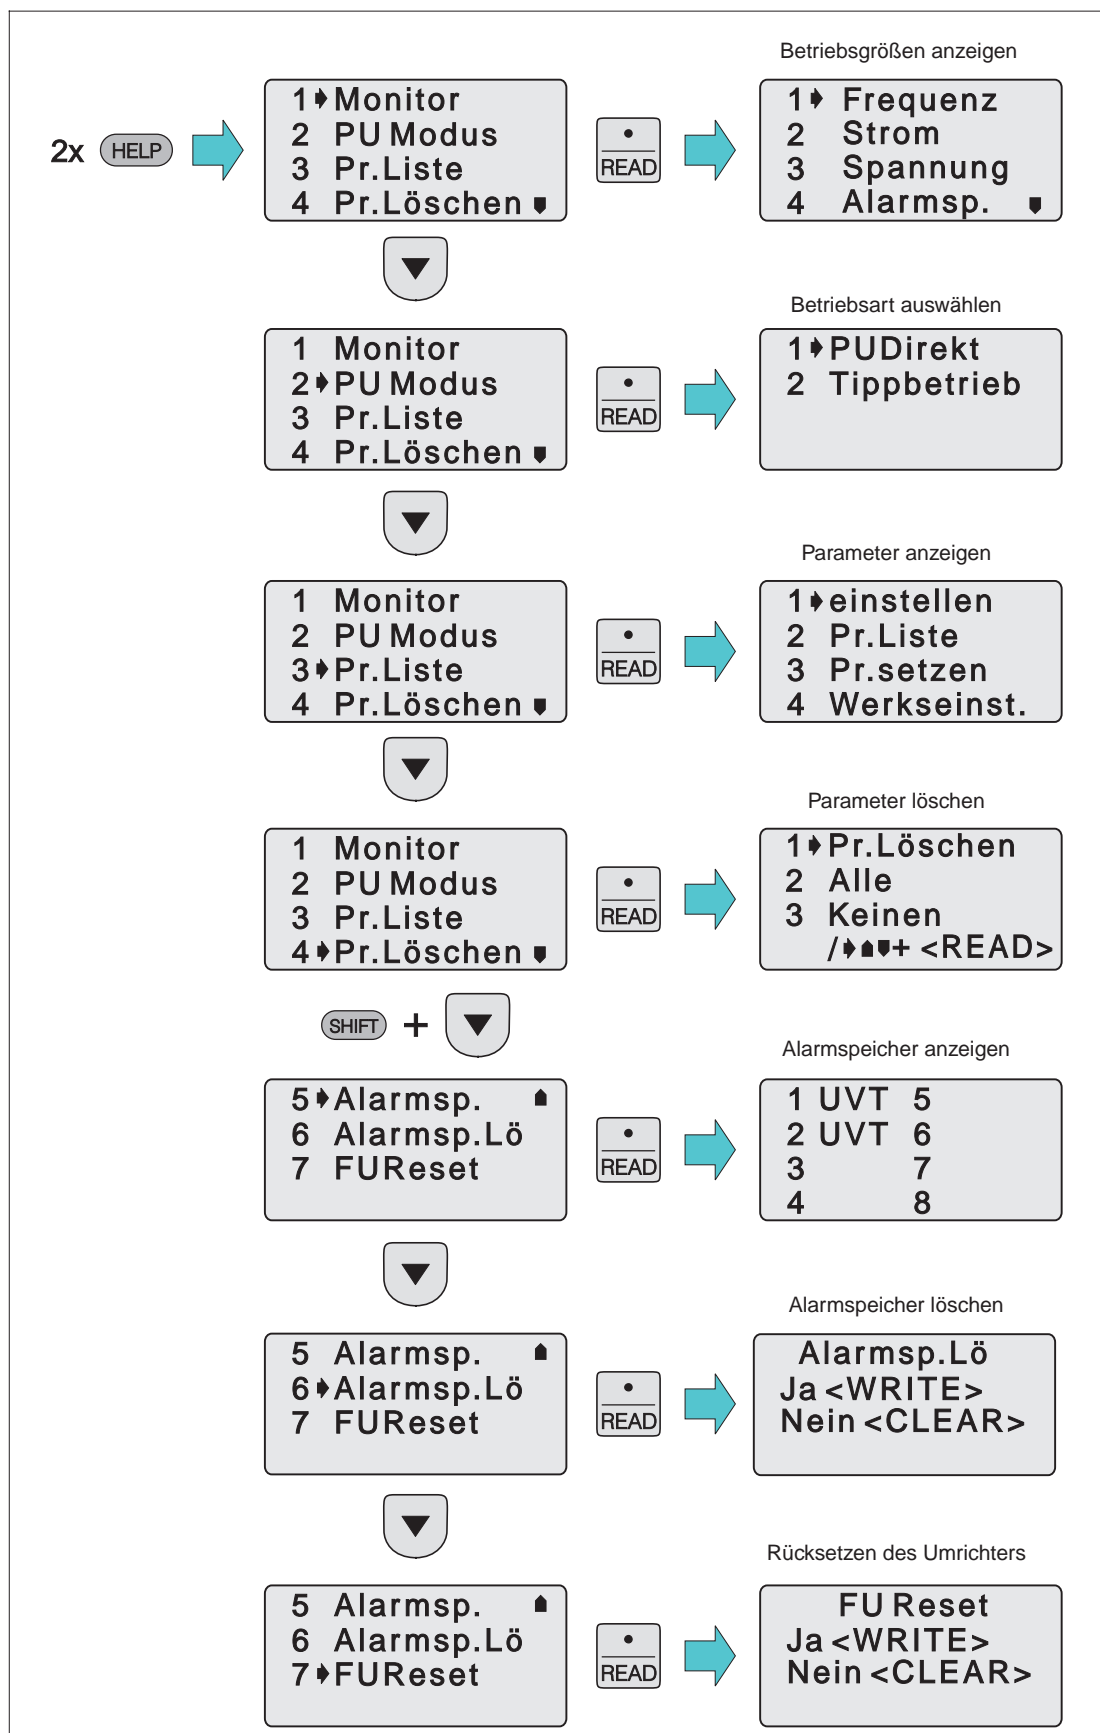 Betriebsgrößen anzeigen
2x HELP
1 Monitor
2 PU Modus
3 Pr.Liste
4 Pr.Löschen
READ
1 Frequenz
2 Strom
3 Spannung
4 Alarmsp.
Betriebsart auswählen
1 Monitor
2 PU Modus
3 Pr.Liste
4 Pr.Löschen
READ
1 PUDirekt
2 Tippbetrieb
Parameter anzeigen
1 Monitor
2 PU Modus
3 Pr.Liste
4 Pr.Löschen
READ
1 einstellen
2 Pr.Liste
3 Pr.setzen
4 Werkseinst.
Parameter löschen
1 Monitor
2 PU Modus
3 Pr.Liste
4 Pr.Löschen
READ
1 Pr.Löschen
2 Alle
3 Keinen
/ + <READ>
SHIFT +
Alarmspeicher anzeigen
5 Alarmsp.
6 Alarmsp.Lö
7 FUReset
READ
1 UVT 5
2 UVT 6
3 7
4 8
Alarmspeicher löschen
5 Alarmsp.
6 Alarmsp.Lö
7 FUReset
READ
Alarmsp.Lö
Ja <WRITE>
Nein <CLEAR>
Rücksetzen des Umrichters
5 Alarmsp.
6 Alarmsp.Lö
7 FUReset
READ
FU Reset
Ja <WRITE>
Nein <CLEAR>